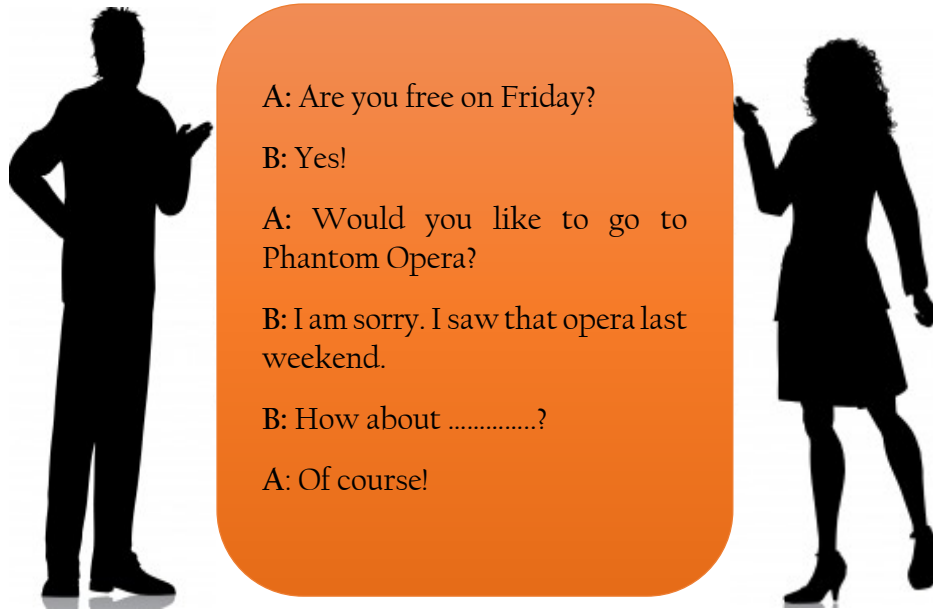 A: Are you free on Friday?
B: Yes!
A: Would you like to go to
Phantom Opera?
B: I am sorry. I saw that opera last
weekend.
B: How about ..............?
A: Of course!